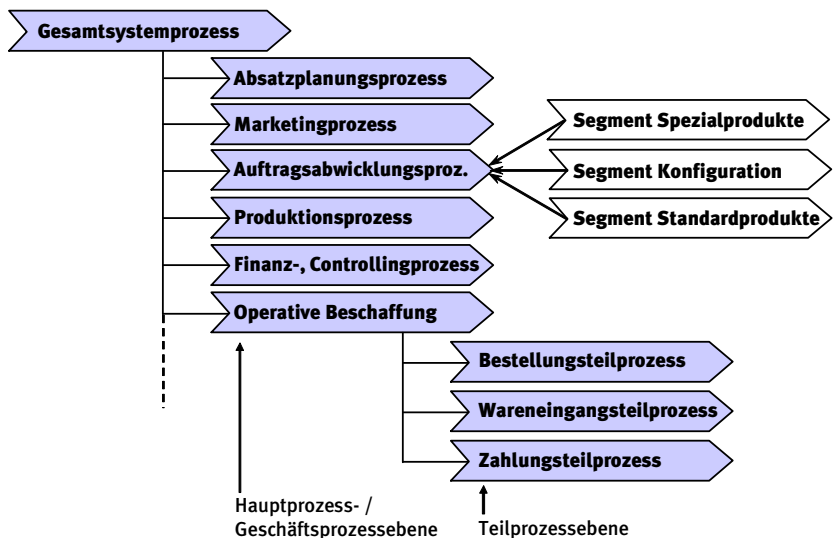 Gesamtsystemprozess
Absatzplanungsprozess
Marketingprozess
Auftragsabwicklungsproz.
Produktionsprozess
Finanz-, Controllingprozess
Operative Beschaffung
Segment Spezialprodukte
Segment Konfiguration
Segment Standardprodukte
Bestellungsteilprozess
Wareneingangsteilprozess
Zahlungsteilprozess
Hauptprozess- /
Geschäftsprozessebene
Teilprozessebene